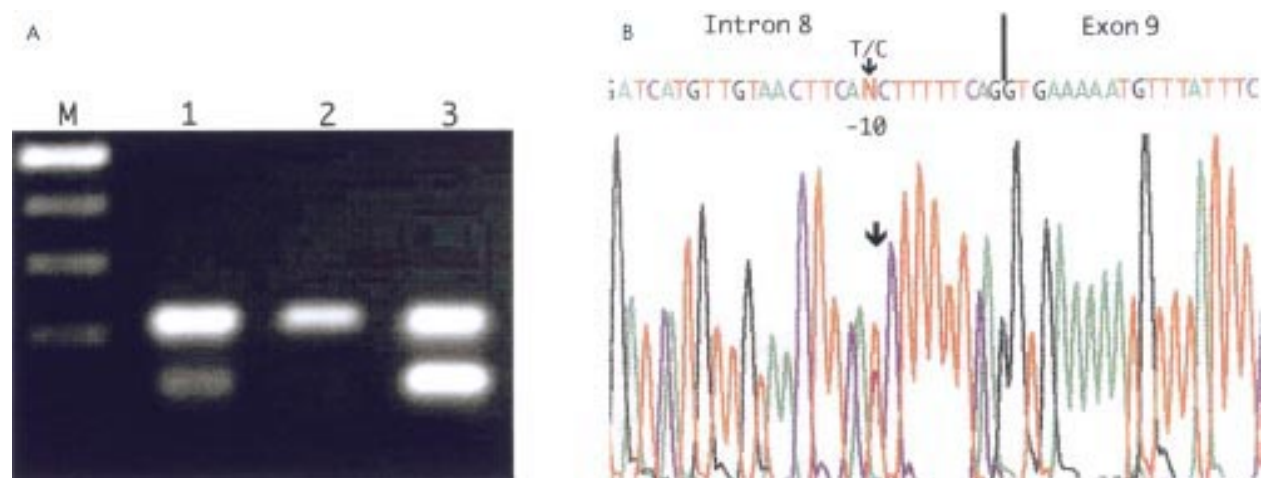 A
M 1 2 3
B
Intron 8 Exon 9
T/C
GATCATGTTGTAACTTCANCTTTTTCAGGTGAAAAATGTTTATTTC
-10